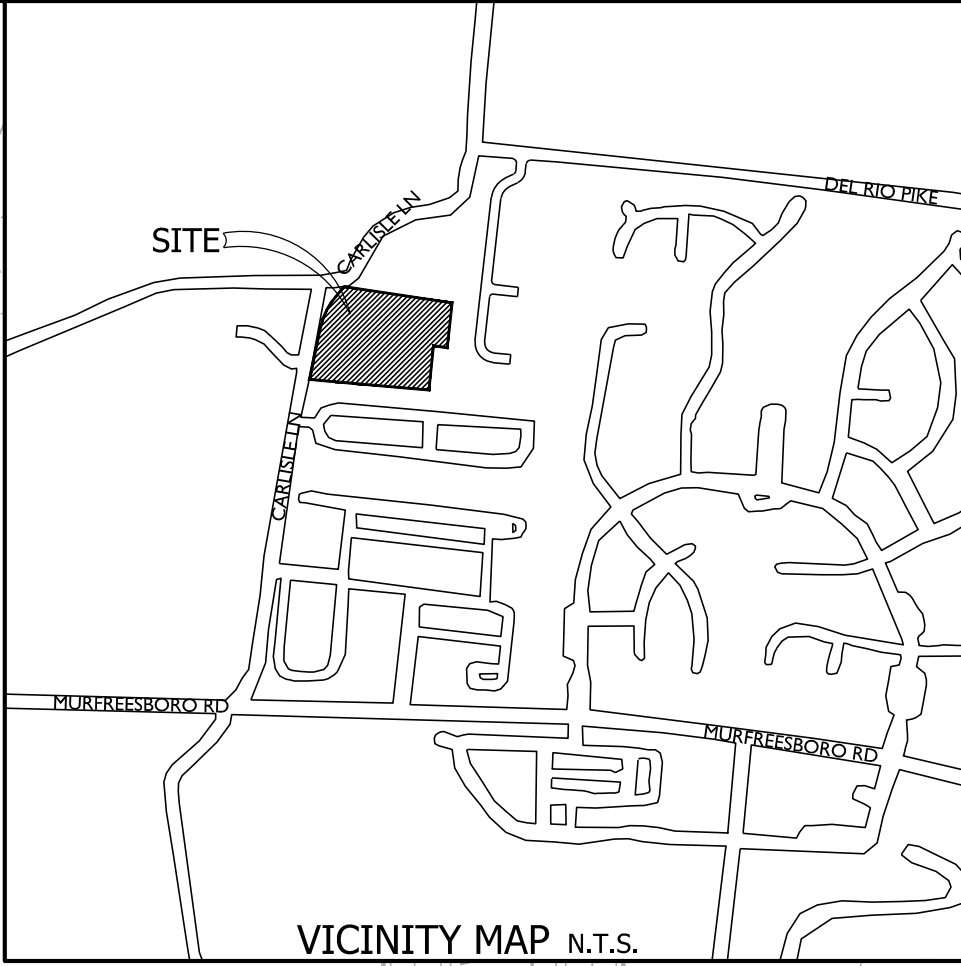 DEL RIO PIKE
CARLISLE LN
SITE
CARLISLE LN
MURFREESBORO RD
MURFREESBORO RD
VICINITY MAP N.T.S.